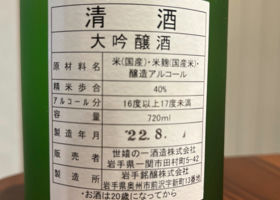 清酒
大吟醸酒
原材料名 米(国産)・米麹(国産米)・
醸造アルコール
精米歩合 40%
アルコール分 16度以上17度未満
容量 720ml
製造年月 '22.8.
販売者 世嬉の一酒造株式会社
岩手県一関市田村町5-42
製造所 岩手銘醸株式会社
岩手県奥州市前沢字新町13番地
・お酒は20歳になってから